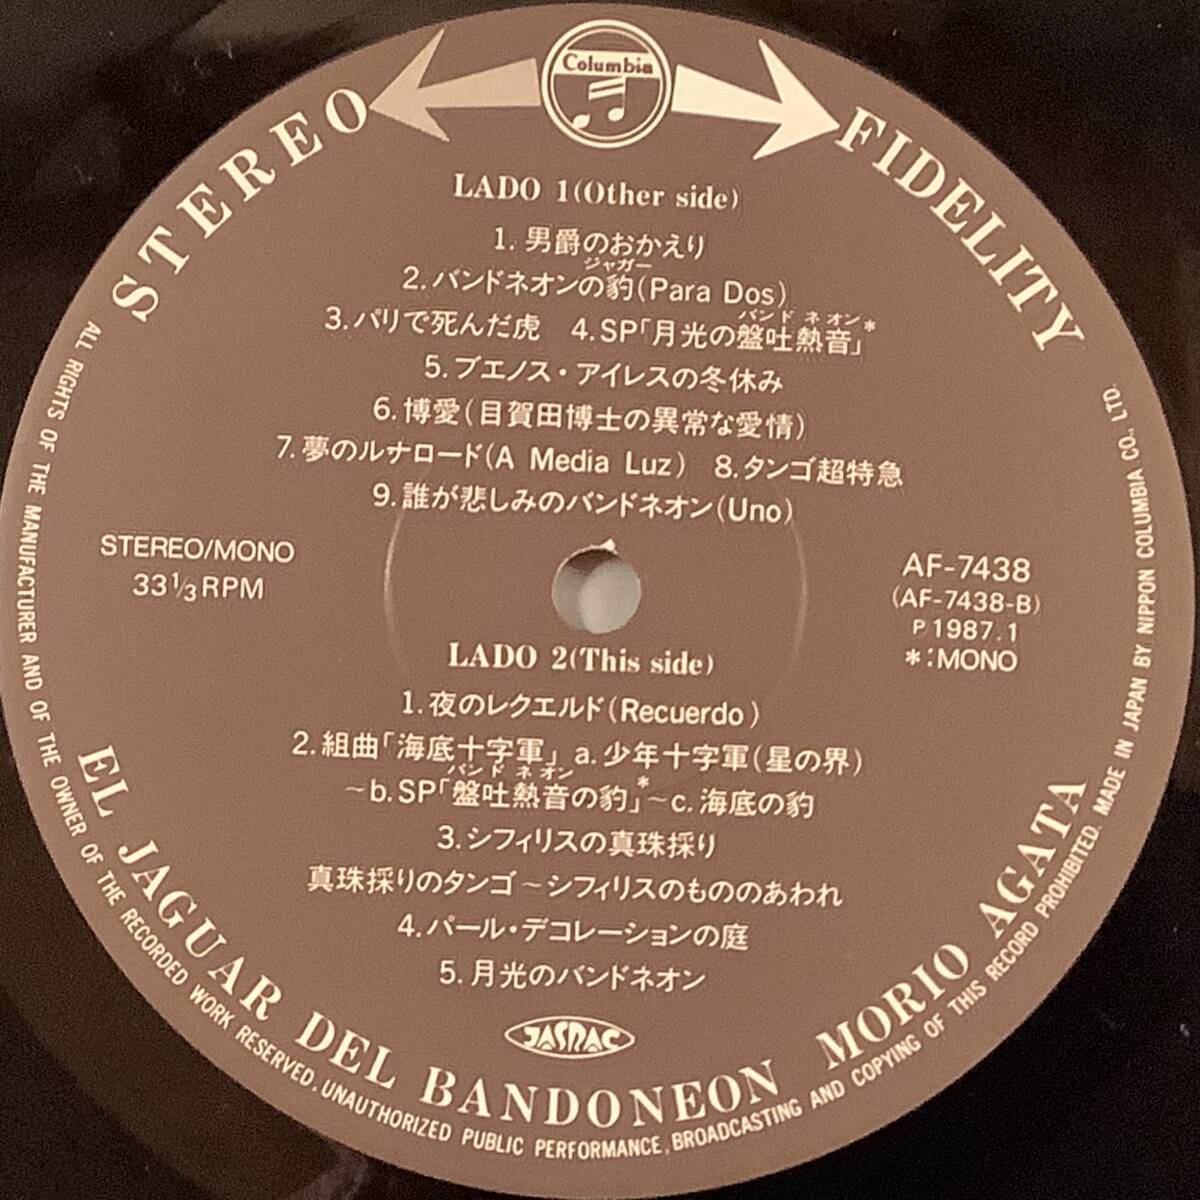 Columbia
STEREO FIDELITY
LADO 1(Other side)
1. 男爵のおかえり
ジャガー
2. バンドネオンの豹(Para Dos)
バンドネオン
3. パリで死んだ虎 4. SP「月光の盤吐熱音」*
5. ブエノス・アイレスの冬休み
6. 博愛(目賀田博士の異常な愛情)
7. 夢のルナロード(A Media Luz) 8. タンゴ超特急
9. 誰が悲しみのバンドネオン(Uno)
STEREO/MONO
33⅓RPM
AF-7438
(AF-7438-B)
P 1987.1
*:MONO
LADO 2(This side)
1. 夜のレクエルド(Recuerdo)
2. 組曲「海底十字軍」 a. 少年十字軍(星の界)
バンドネオン
~b. SP「盤吐熱音の豹」*~c. 海底の豹
3. シフィリスの真珠採り
真珠採りのタンゴ~シフィリスのもののあわれ
4. パール・デコレーションの庭
5. 月光のバンドネオン
JASRAC
EL JAGUAR DEL BANDONEON MORIO AGATA
ALL RIGHTS OF THE MANUFACTURER AND OF THE OWNER OF THE RECORDED WORK RESERVED. UNAUTHORIZED PUBLIC PERFORMANCE, BROADCASTING AND COPYING OF THIS RECORD PROHIBITED. MADE IN JAPAN BY NIPPON COLUMBIA CO., LTD.